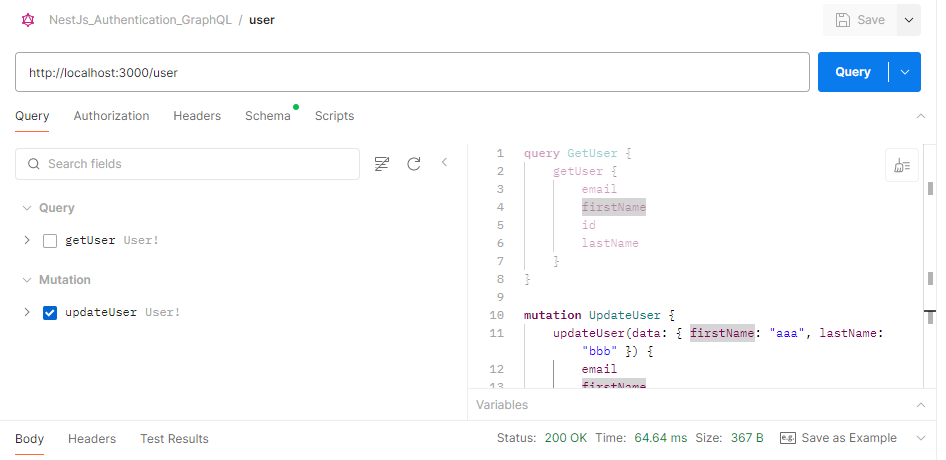 NestJs_Authentication_GraphQL / user
Save
http://localhost:3000/user
Query
Query Authorization Headers Schema Scripts
Search fields
Query
getUser User!
Mutation
updateUser User!
1 query GetUser {
2 getUser {
3 email
4 firstName
5 id
6 lastName
7 }
8 }
9
10 mutation UpdateUser {
11 updateUser(data: { firstName: "aaa", lastName:
"bbb" }) {
12 email
13 firstName
Variables
Body Headers Test Results
Status: 200 OK Time: 64.64 ms Size: 367 B e.g. Save as Example